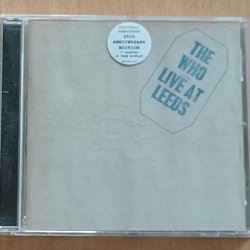 DIGITALLY
REMASTERED
25th
ANNIVERSARY
EDITION
THE
WHO
LIVE AT
LEEDS